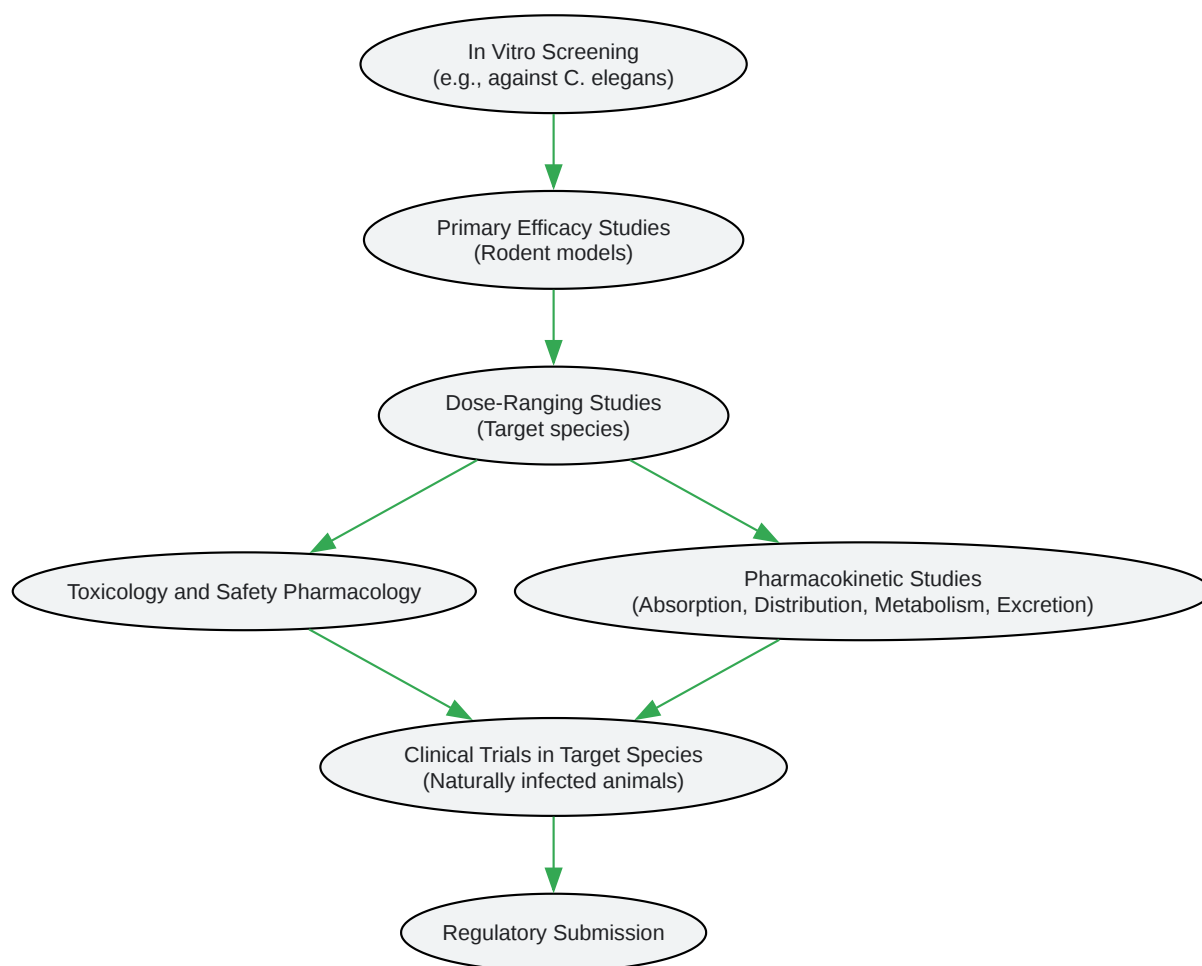 In Vitro Screening
(e.g., against C. elegans)
Primary Efficacy Studies
(Rodent models)
Dose-Ranging Studies
(Target species)
Toxicology and Safety Pharmacology
Pharmacokinetic Studies
(Absorption, Distribution, Metabolism, Excretion)
Clinical Trials in Target Species
(Naturally infected animals)
Regulatory Submission